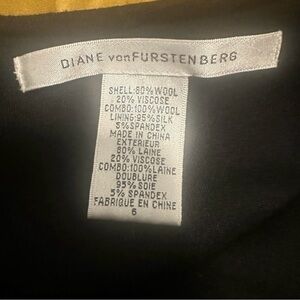 DIANE vonFURSTENBERG
SHELL:80%WOOL
20% VISCOSE
COMBO:100%WOOL
LINING:95%SILK
5%SPANDEX
MADE IN CHINA
EXTERIEUR
80% LAINE
20% VISCOSE
COMBO:100%LAINE
DOUBLURE
95% SOIE
5% SPANDEX
FABRIQUE EN CHINE
6